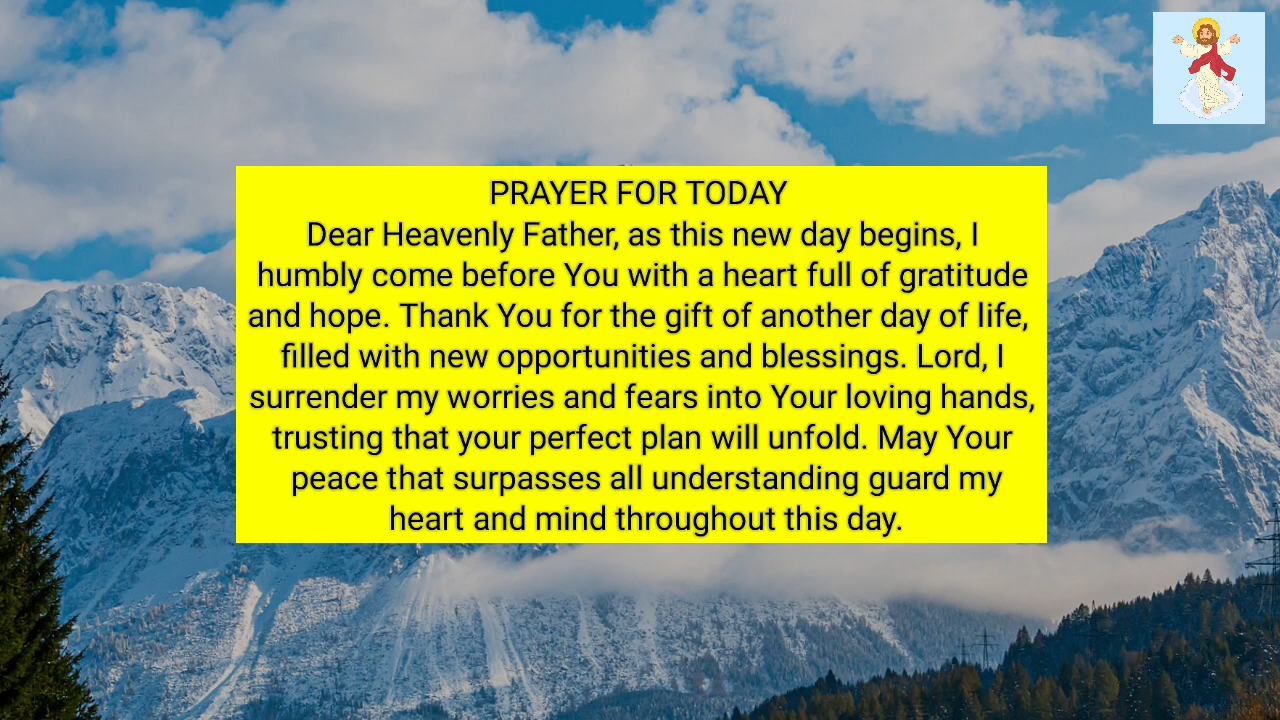 PRAYER FOR TODAY
Dear Heavenly Father, as this new day begins, I
humbly come before You with a heart full of gratitude
and hope. Thank You for the gift of another day of life,
filled with new opportunities and blessings. Lord, I
surrender my worries and fears into Your loving hands,
trusting that your perfect plan will unfold. May Your
peace that surpasses all understanding guard my
heart and mind throughout this day.